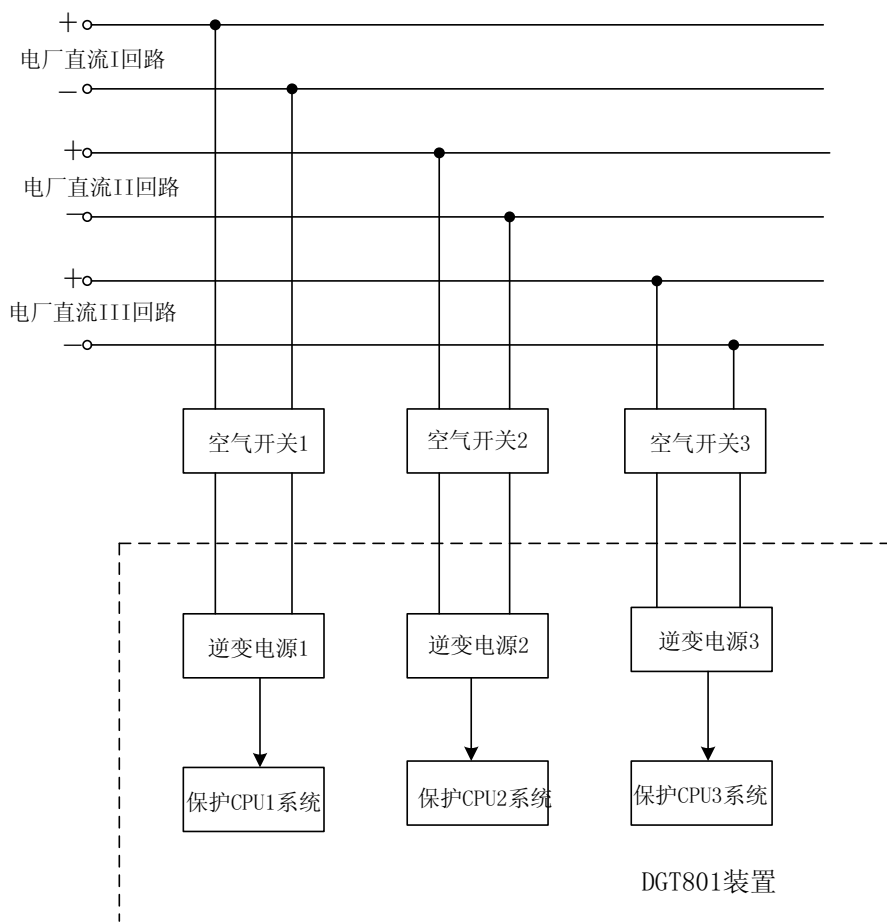 +
电厂直流I回路
—
+
电厂直流II回路
—
+
电厂直流III回路
—
空气开关1
空气开关2
空气开关3
逆变电源1
逆变电源2
逆变电源3
保护CPU1系统
保护CPU2系统
保护CPU3系统
DGT801装置